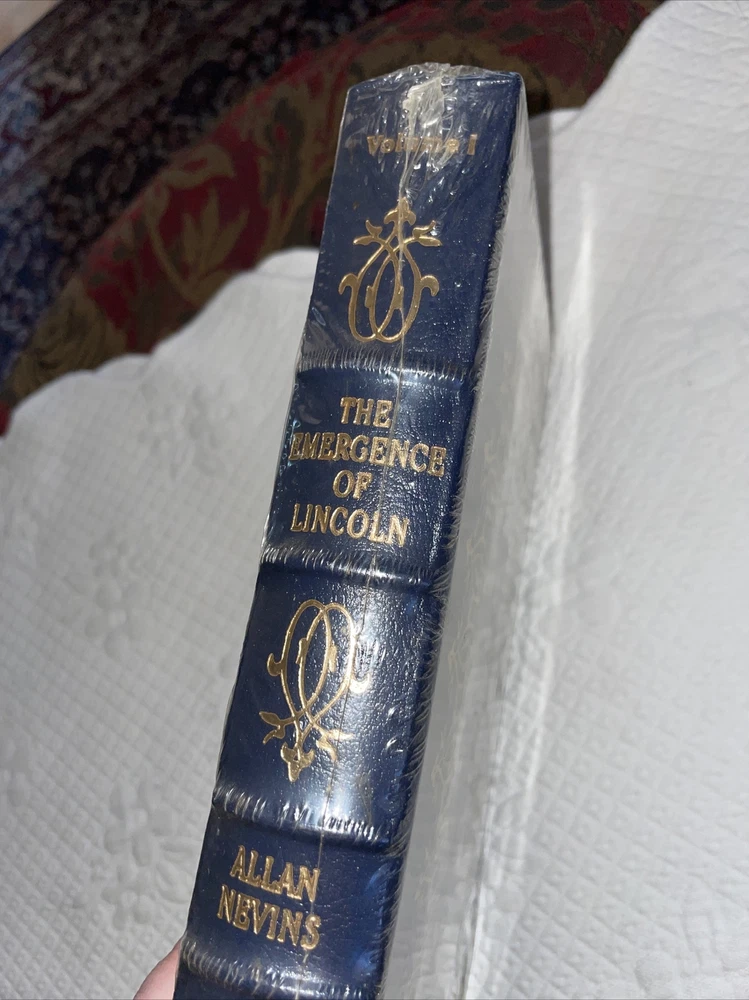 Volume I
THE
EMERGENCE
OF
LINCOLN
ALLAN
NEVINS